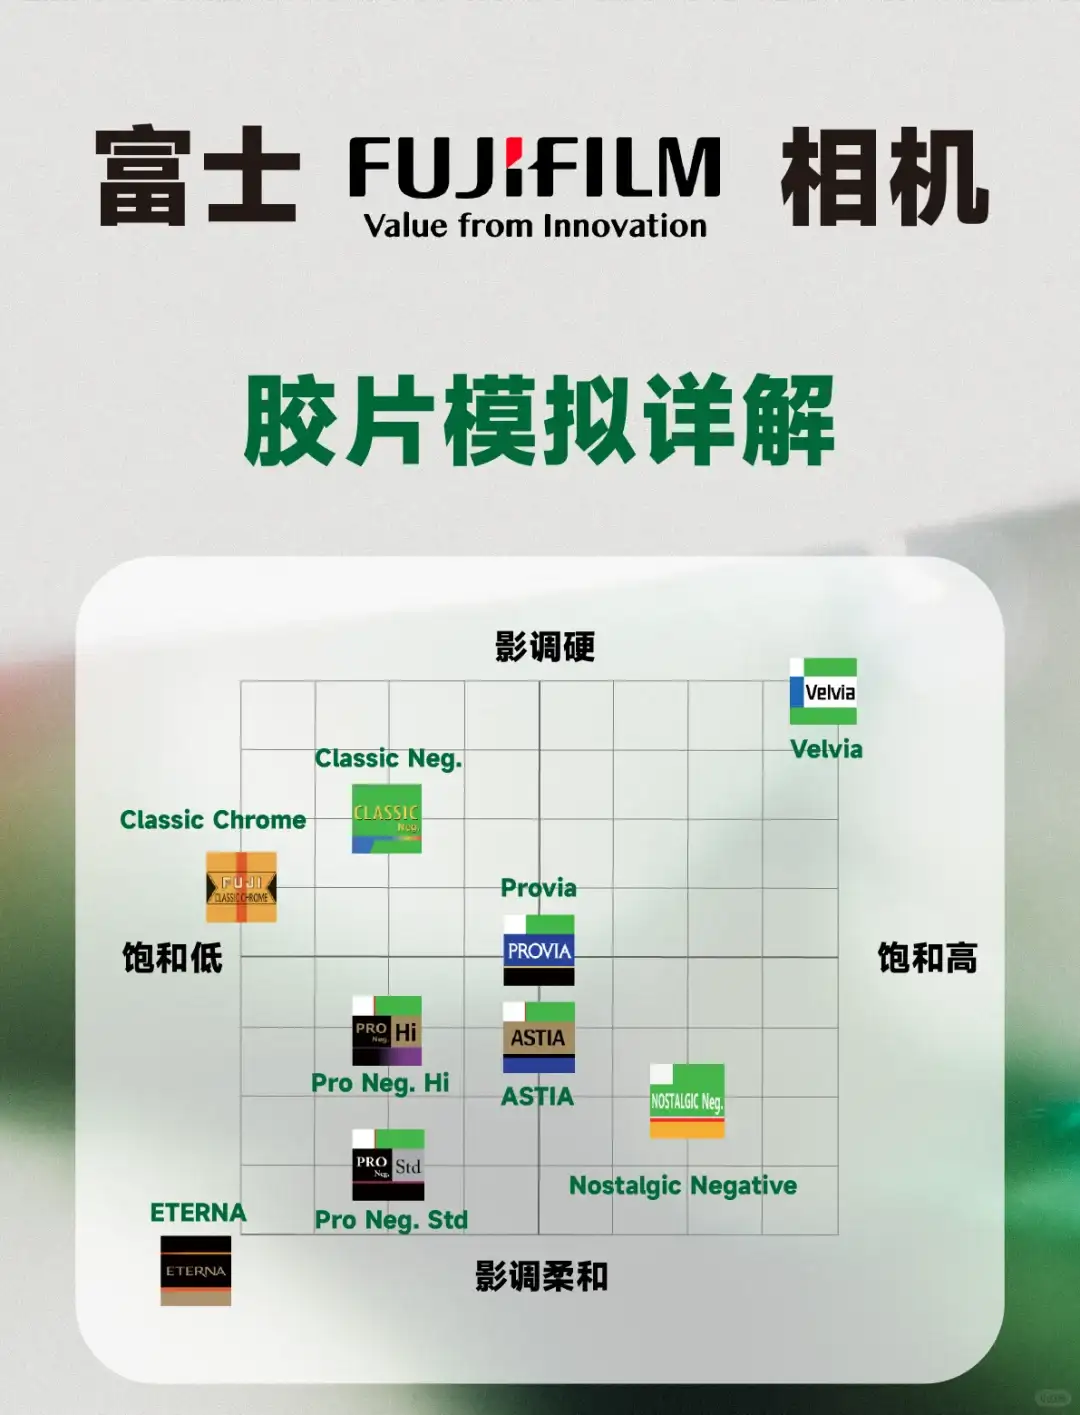 富士 FUJIFILM 相机
Value from Innovation
胶片模拟详解
影调硬
Velvia
Velvia
Classic Neg.
CLASSIC
Neg.
Classic Chrome
FUJI
CLASSIC CHROME
Provia
PROVIA
饱和低
饱和高
PRO
Neg.
Hi
Pro Neg. Hi
ASTIA
ASTIA
NOSTALGIC Neg.
Nostalgic Negative
PRO
Neg.
Std
Pro Neg. Std
ETERNA
ETERNA
影调柔和